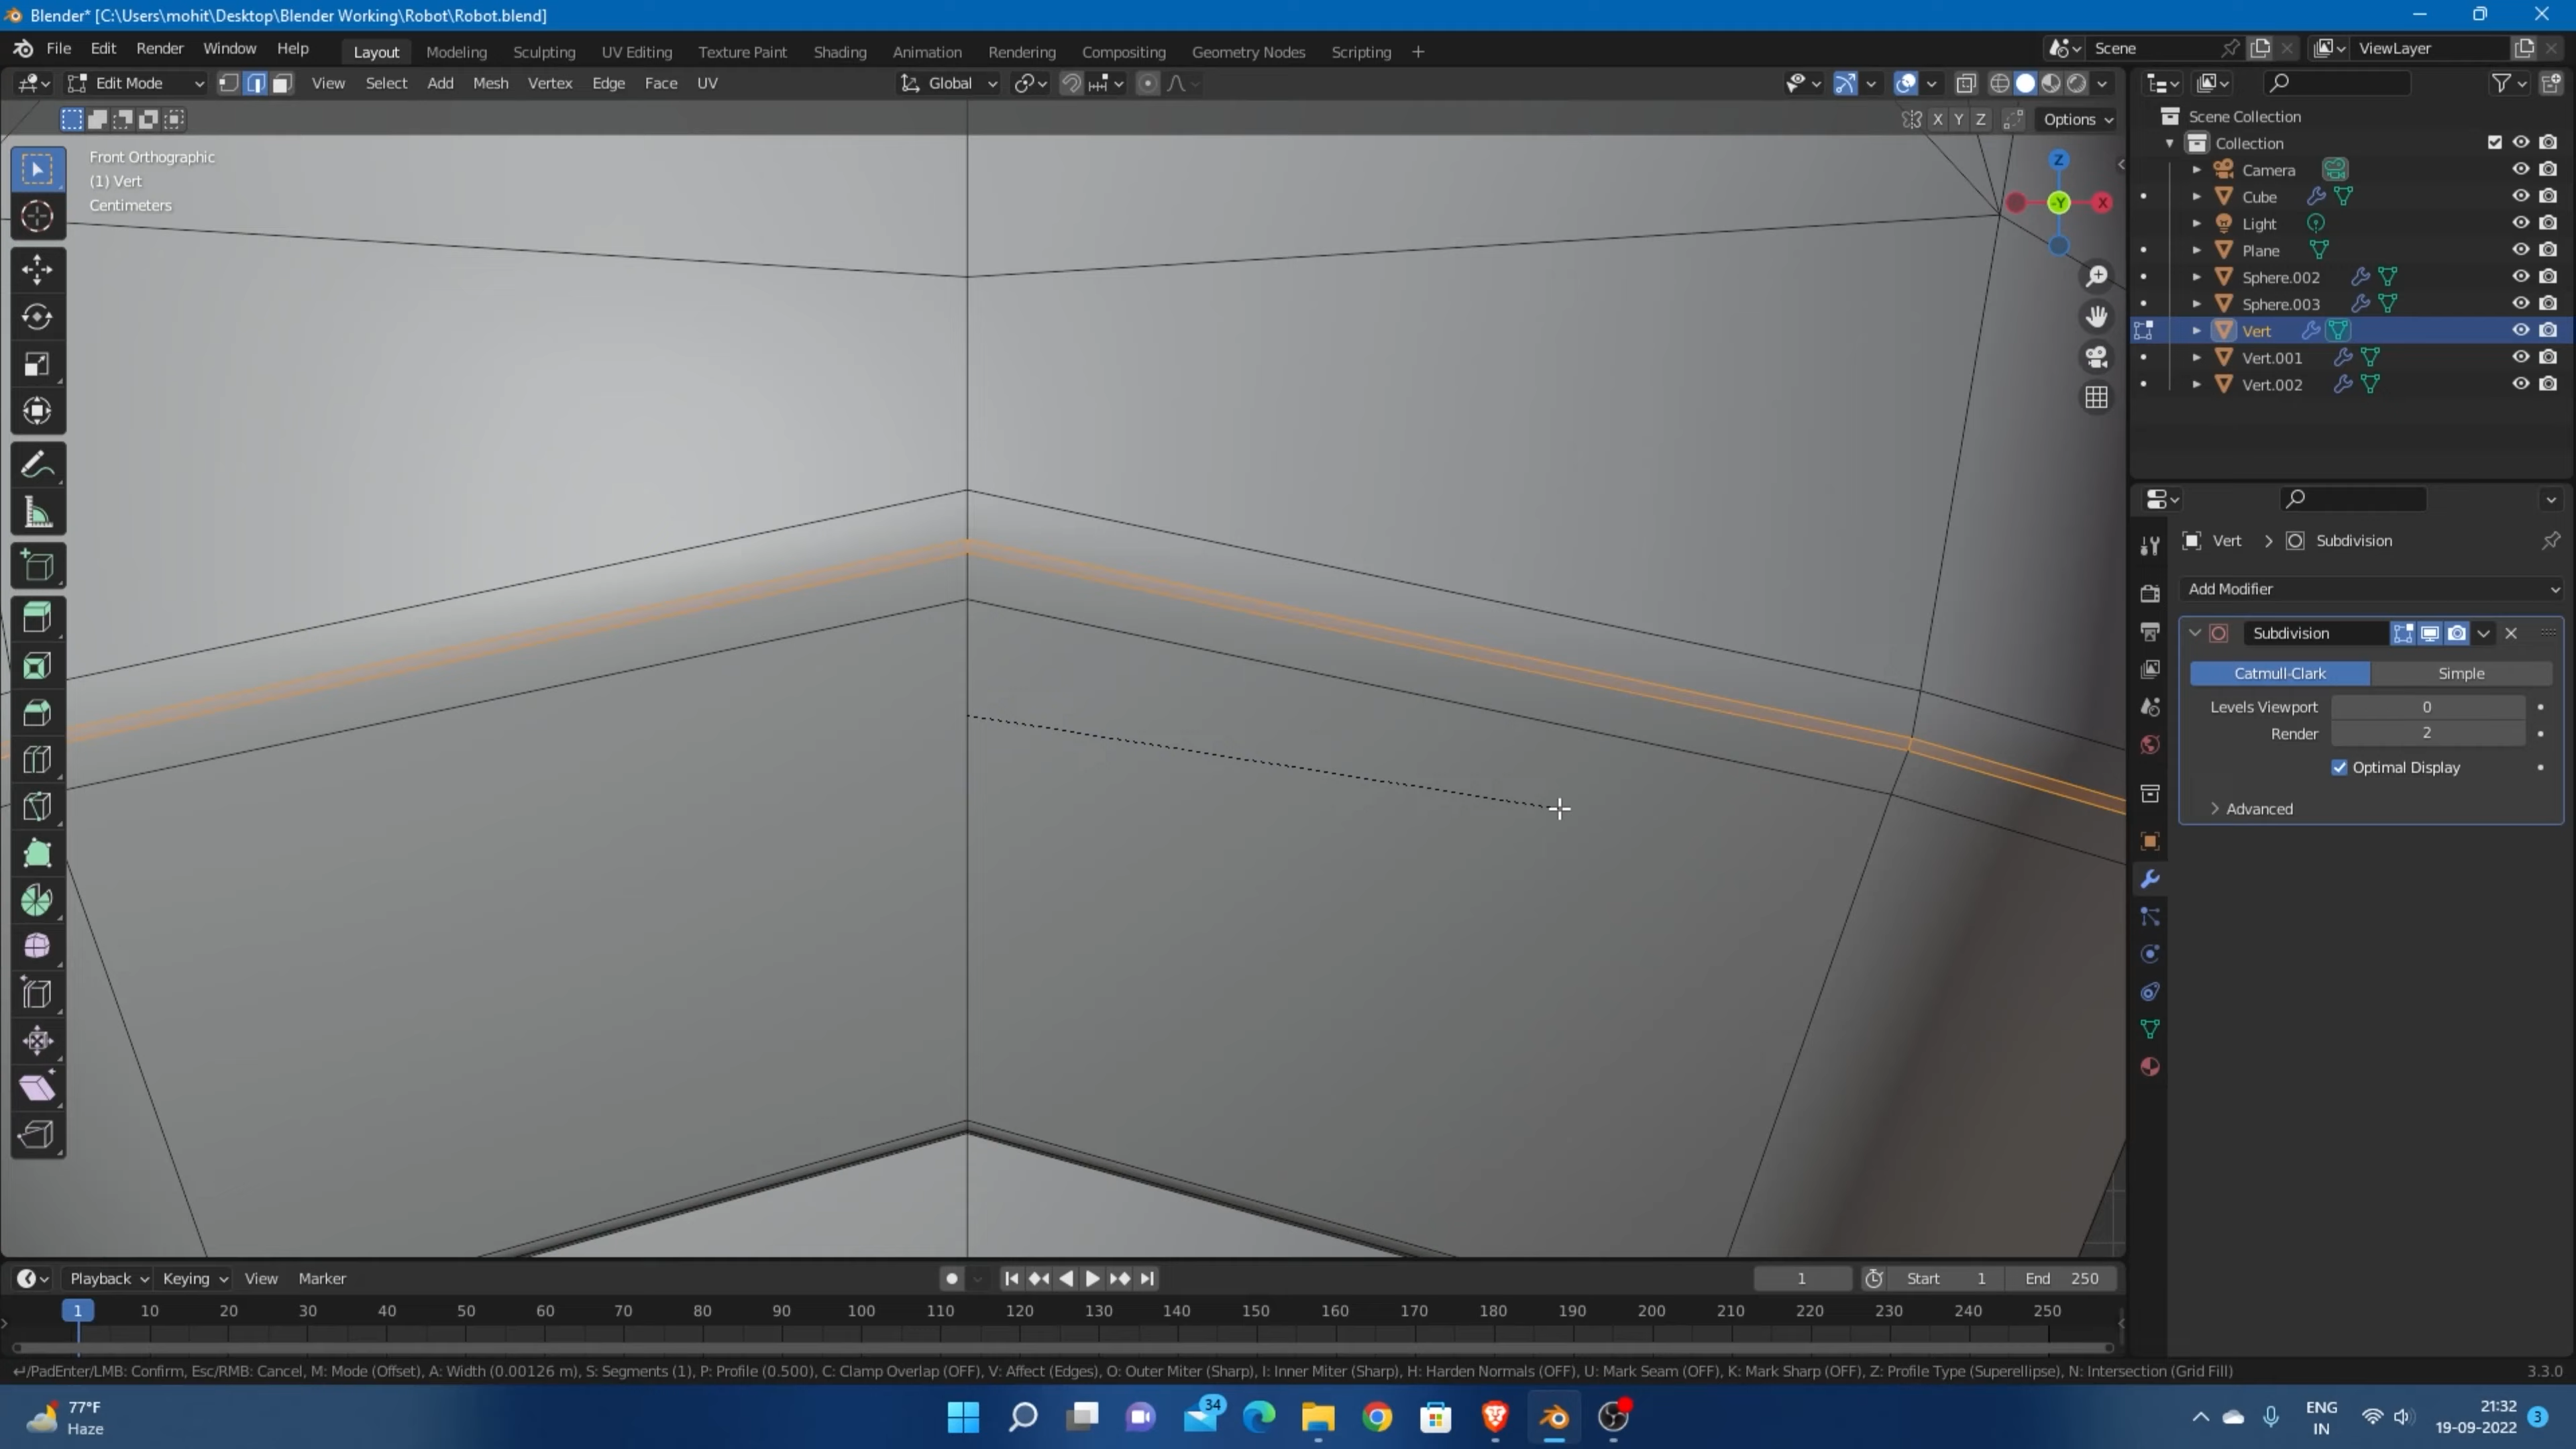 Blender* [C:\Users\mohit\Desktop\Blender Working\Robot\Robot.blend]
File Edit Render Window Help Layout Modeling Sculpting UV Editing Texture Paint Shading Animation Rendering Compositing Geometry Nodes Scripting + Scene ViewLayer
Edit Mode View Select Add Mesh Vertex Edge Face UV Global
X Y Z Options
Front Orthographic
(1) Vert
Centimeters
Z
-Y X
Scene Collection
Collection
Camera
Cube
Light
Plane
Sphere.002
Sphere.003
Vert
Vert.001
Vert.002
Vert > Subdivision
Add Modifier
Subdivision
Catmull-Clark Simple
Levels Viewport 0
Render 2
Optimal Display
Advanced
Playback Keying View Marker 1 Start 1 End 250
1 10 20 30 40 50 60 70 80 90 100 110 120 130 140 150 160 170 180 190 200 210 220 230 240 250
↵/PadEnter/LMB: Confirm, Esc/RMB: Cancel, M: Mode (Offset), A: Width (0.00126 m), S: Segments (1), P: Profile (0.500), C: Clamp Overlap (OFF), V: Affect (Edges), O: Outer Miter (Sharp), I: Inner Miter (Sharp), H: Harden Normals (OFF), U: Mark Seam (OFF), K: Mark Sharp (OFF), Z: Profile Type (Superellipse), N: Intersection (Grid Fill) 3.3.0
77°F
Haze
34
ENG
IN
21:32
19-09-2022
3